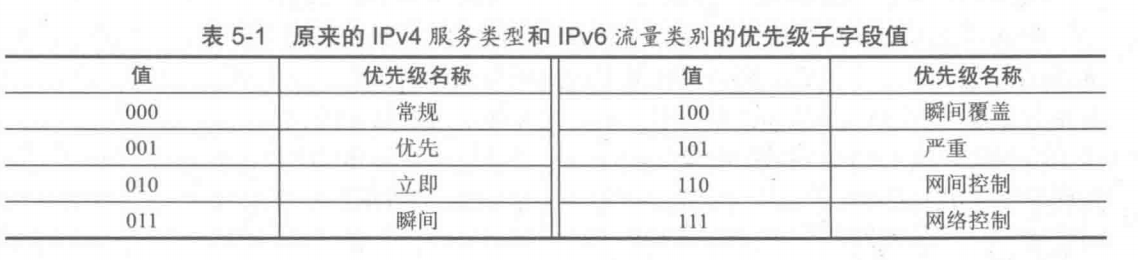 表 5-1 原来的 IPv4 服务类型和 IPv6 流量类别的优先级子字段值
值 优先级名称 值 优先级名称
000 常规 100 瞬间覆盖
001 优先 101 严重
010 立即 110 网间控制
011 瞬间 111 网络控制